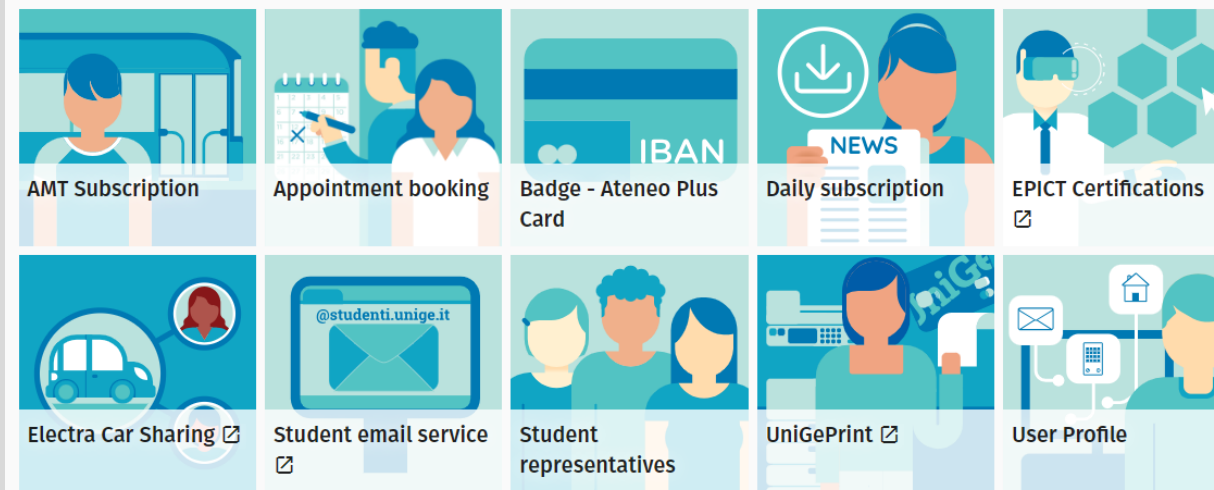 IBAN
NEWS
AMT Subscription
Appointment booking
Badge - Ateneo Plus
Card
Daily subscription
EPICT Certifications
@studenti.unige.it
UniGe
Electra Car Sharing
Student email service
Student
representatives
UniGePrint
User Profile